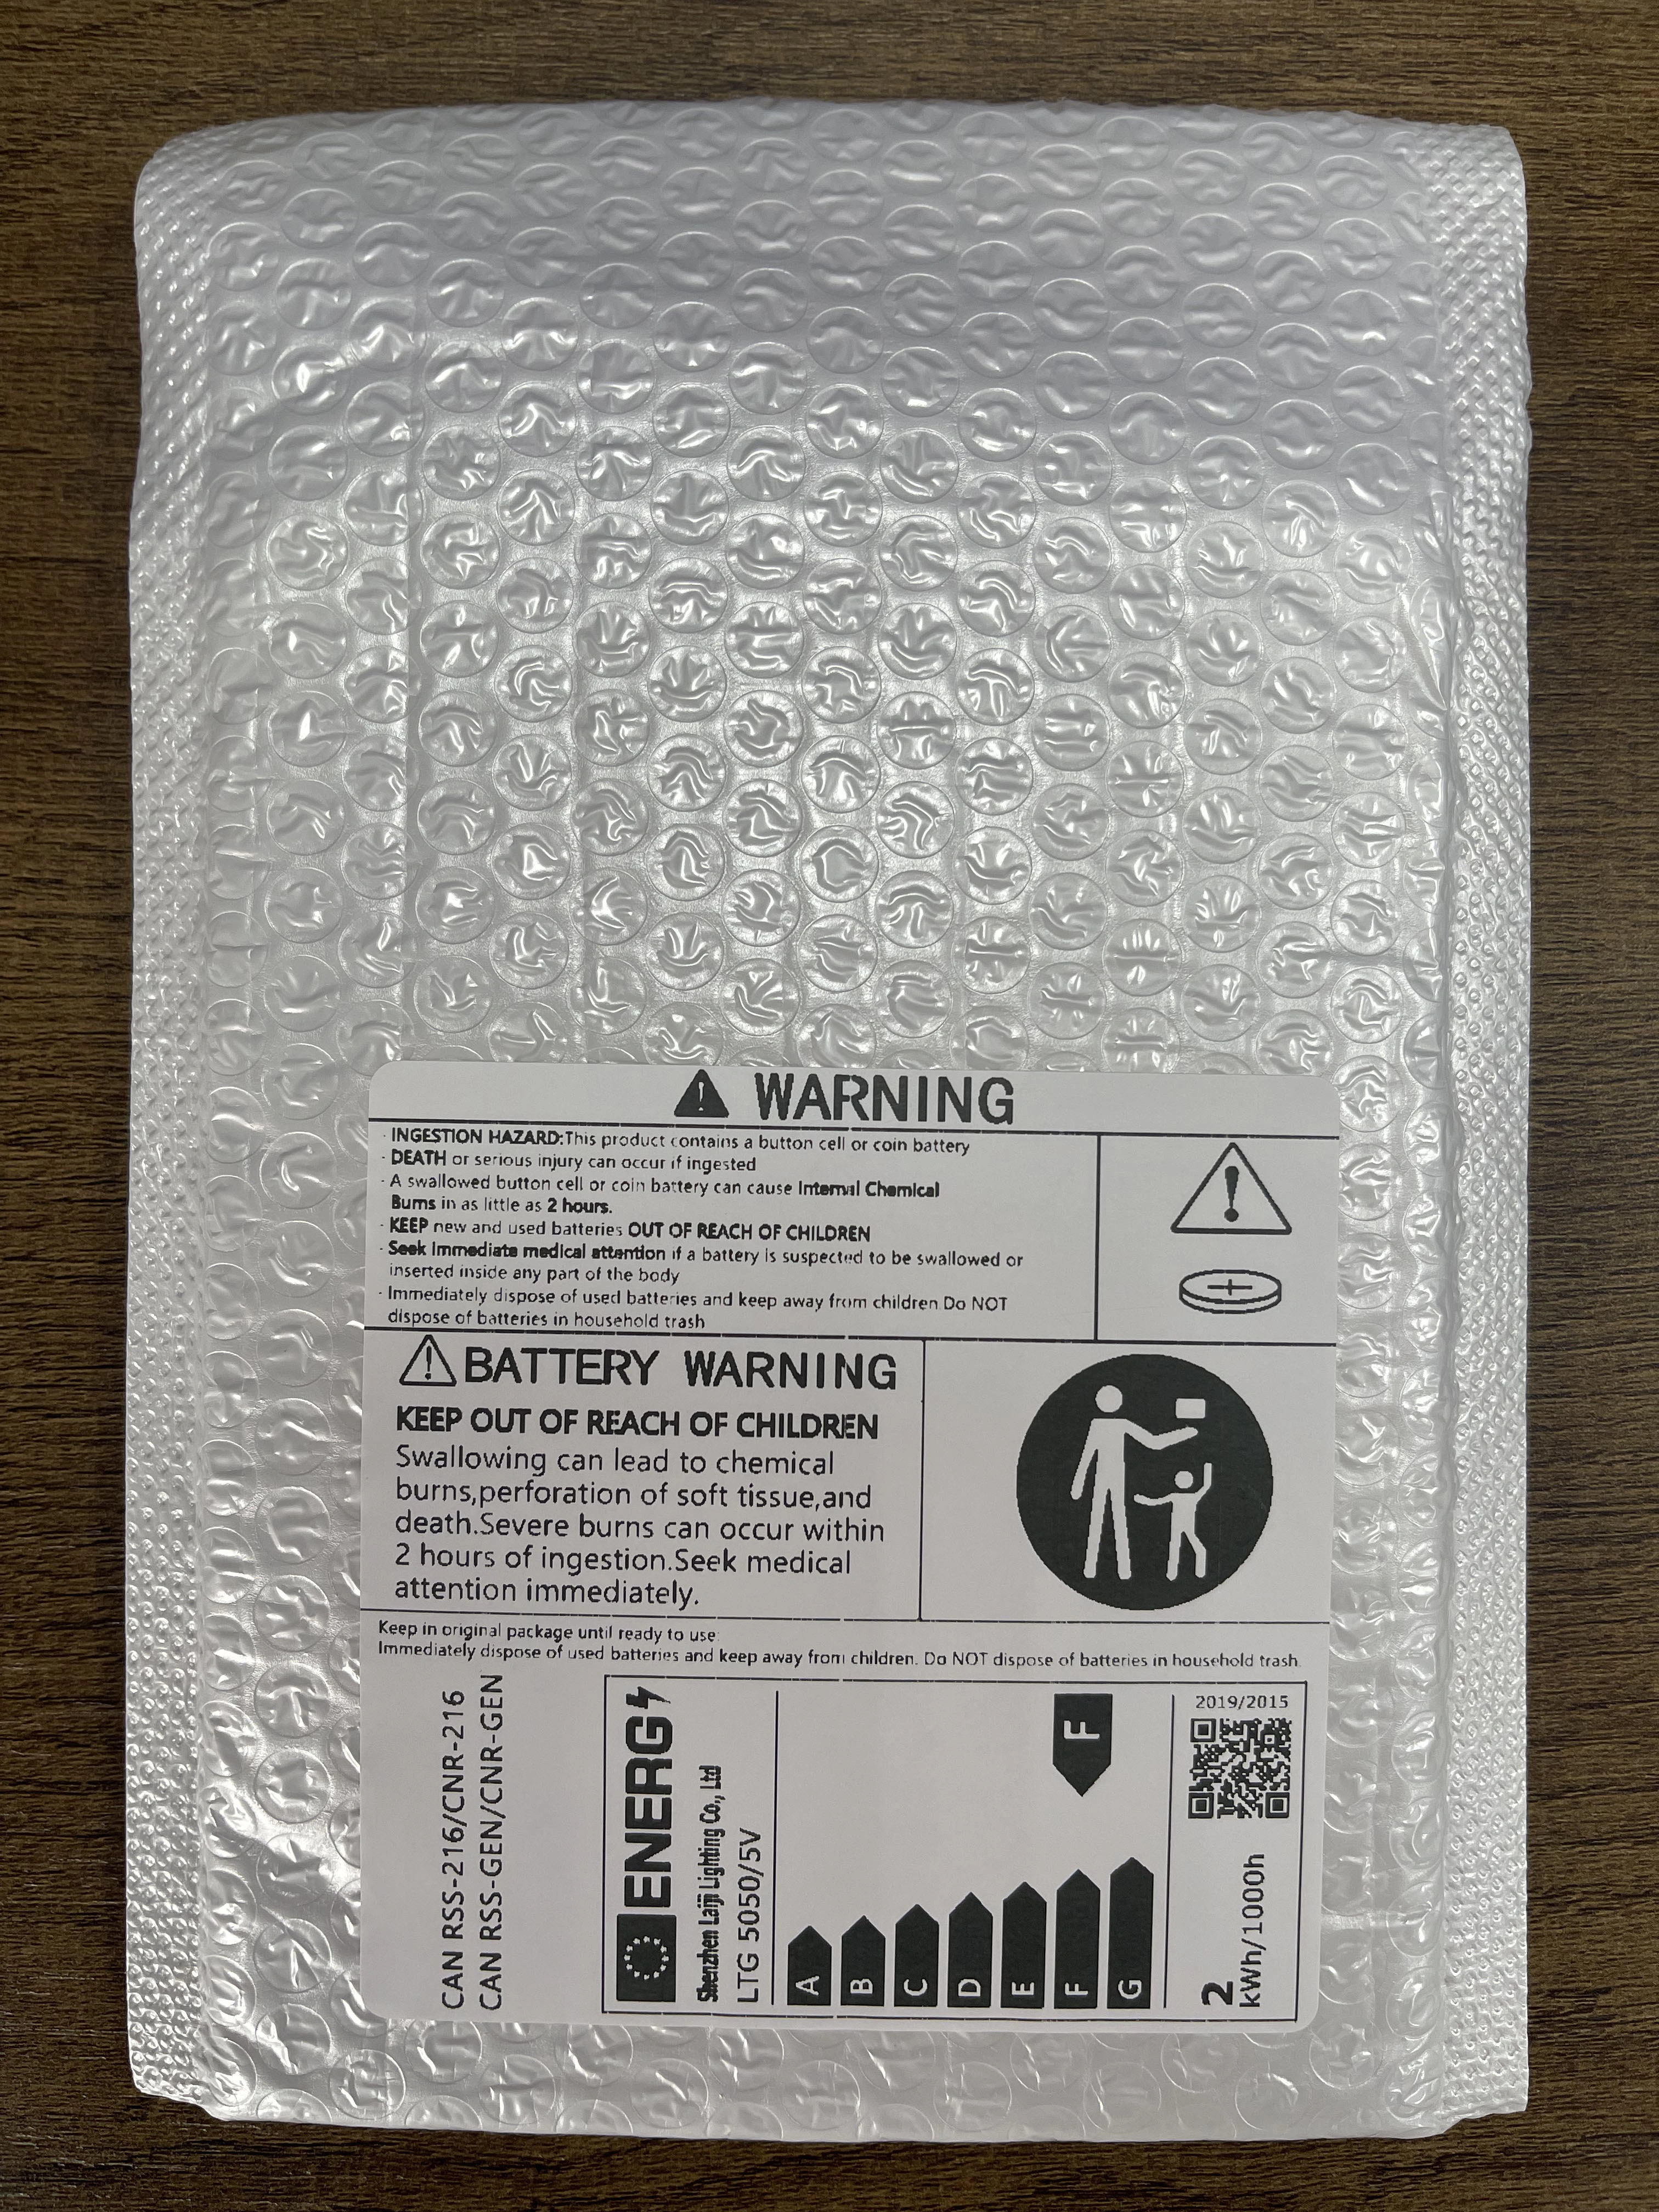 WARNING
· INGESTION HAZARD:This product contains a button cell or coin battery
· DEATH or serious injury can occur if ingested
· A swallowed button cell or coin battery can cause Internal Chemical
Burns in as little as 2 hours.
· KEEP new and used batteries OUT OF REACH OF CHILDREN
· Seek immediate medical attention if a battery is suspected to be swallowed or
inserted inside any part of the body
· Immediately dispose of used batteries and keep away from children.Do NOT
dispose of batteries in household trash
BATTERY WARNING
KEEP OUT OF REACH OF CHILDREN
Swallowing can lead to chemical
burns,perforation of soft tissue,and
death.Severe burns can occur within
2 hours of ingestion.Seek medical
attention immediately.
Keep in original package until ready to use.
Immediately dispose of used batteries and keep away from children. Do NOT dispose of batteries in household trash.
CAN RSS-216/CNR-216
CAN RSS-GEN/CNR-GEN
ENERG
Shenzhen Laiji Lighting Co., Ltd
LTG 5050/5V
A
B
C
D
E
F
G
F
2
kWh/1000h
2019/2015